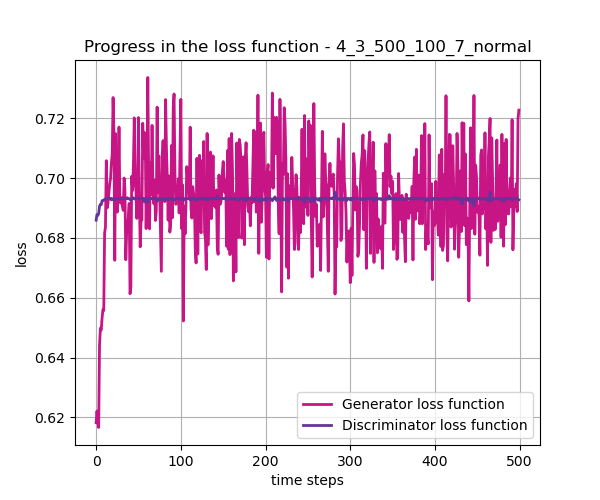 Progress in the loss function - 4_3_500_100_7_normal
loss
0.72
0.70
0.68
0.66
0.64
0.62
Generator loss function
Discriminator loss function
0 100 200 300 400 500
time steps